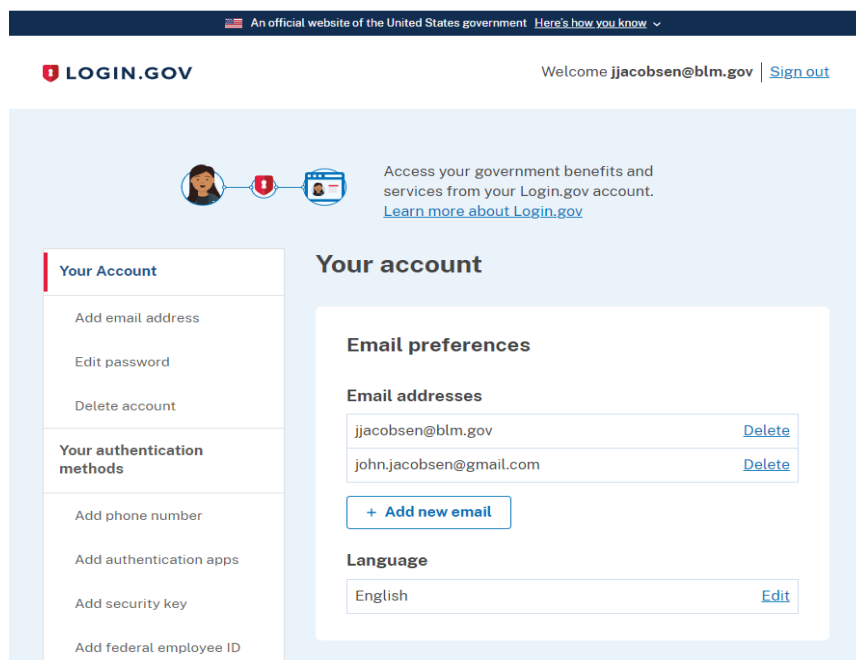 An official website of the United States government Here's how you know
LOGIN.GOV
Welcome jjacobsen@blm.gov Sign out
Access your government benefits and
services from your Login.gov account.
Learn more about Login.gov
Your Account
Add email address
Edit password
Delete account
Your authentication
methods
Add phone number
Add authentication apps
Add security key
Add federal employee ID
Your account
Email preferences
Email addresses
jjacobsen@blm.gov Delete
john.jacobsen@gmail.com Delete
+ Add new email
Language
English Edit